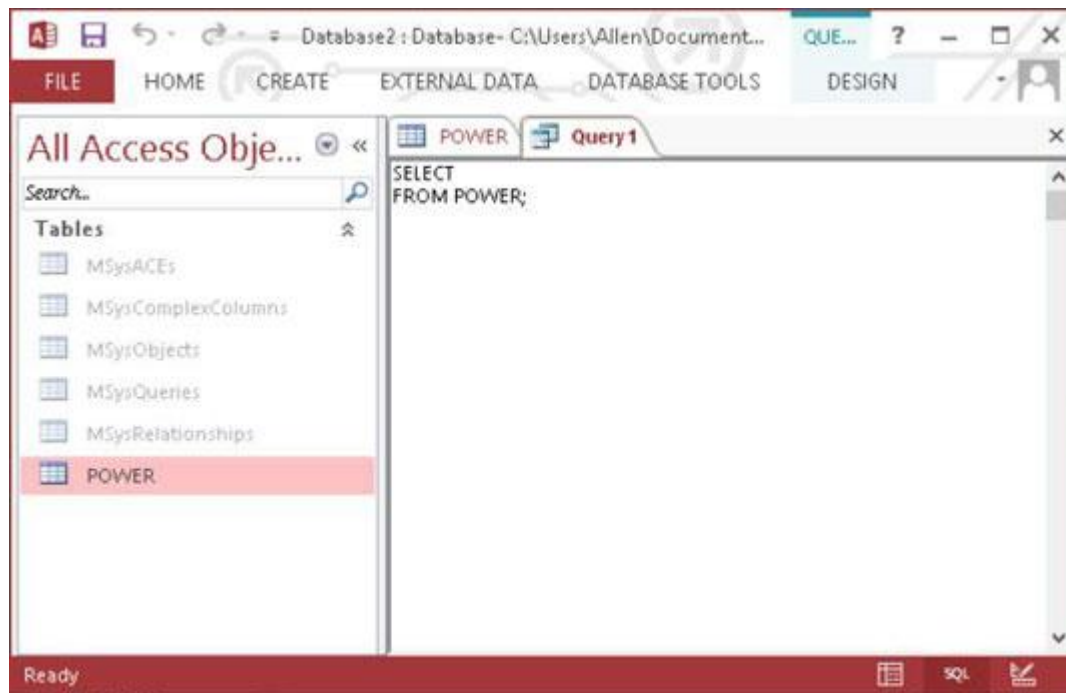 Database2 : Database- C:\Users\Allen\Document...
QUE...
?
FILE
HOME
CREATE
EXTERNAL DATA
DATABASE TOOLS
DESIGN
All Access Obje...
«
Search...
Tables
MSysACEs
MSysComplexColumns
MSysObjects
MSysQueries
MSysRelationships
POWER
POWER
Query1
SELECT
FROM POWER;
Ready
SQL